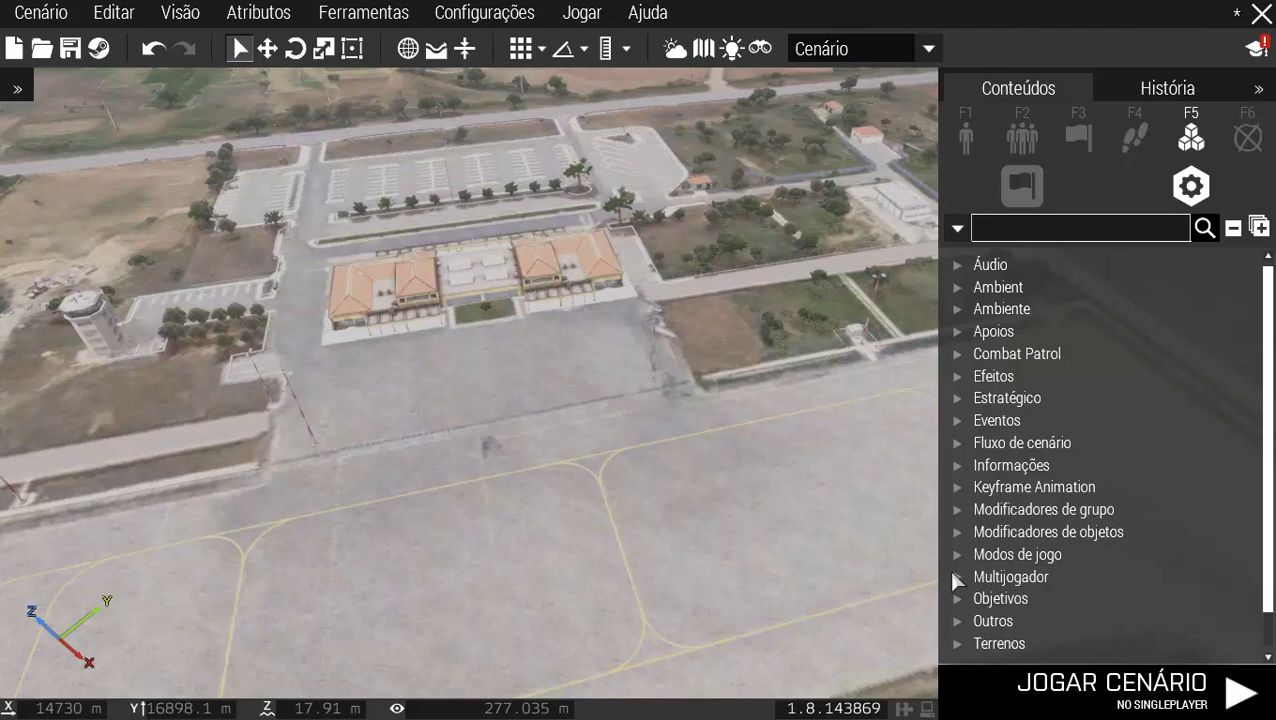 Cenário Editar Visão Atributos Ferramentas Configurações Jogar Ajuda *
Cenário
»
Conteúdos História »
F1 F2 F3 F4 F5 F6
Áudio
Ambient
Ambiente
Apoios
Combat Patrol
Efeitos
Estratégico
Eventos
Fluxo de cenário
Informações
Keyframe Animation
Modificadores de grupo
Modificadores de objetos
Modos de jogo
Multijogador
Objetivos
Outros
Terrenos
Z Y X
JOGAR CENÁRIO
NO SINGLEPLAYER
X 14730 m Y 16898.1 m Z 17.91 m 277.035 m 1.8.143869